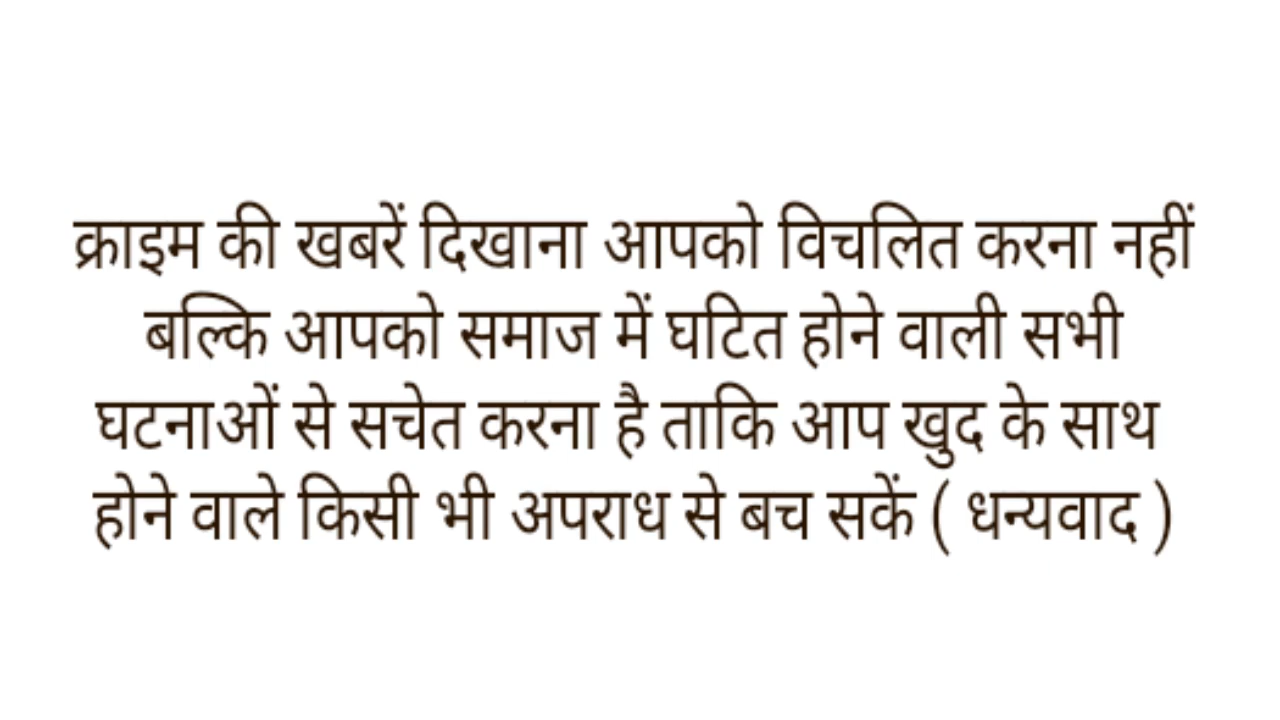 क्राइम की खबरें दिखाना आपको विचलित करना नहीं
बल्कि आपको समाज में घटित होने वाली सभी
घटनाओं से सचेत करना है ताकि आप खुद के साथ
होने वाले किसी भी अपराध से बच सकें ( धन्यवाद )